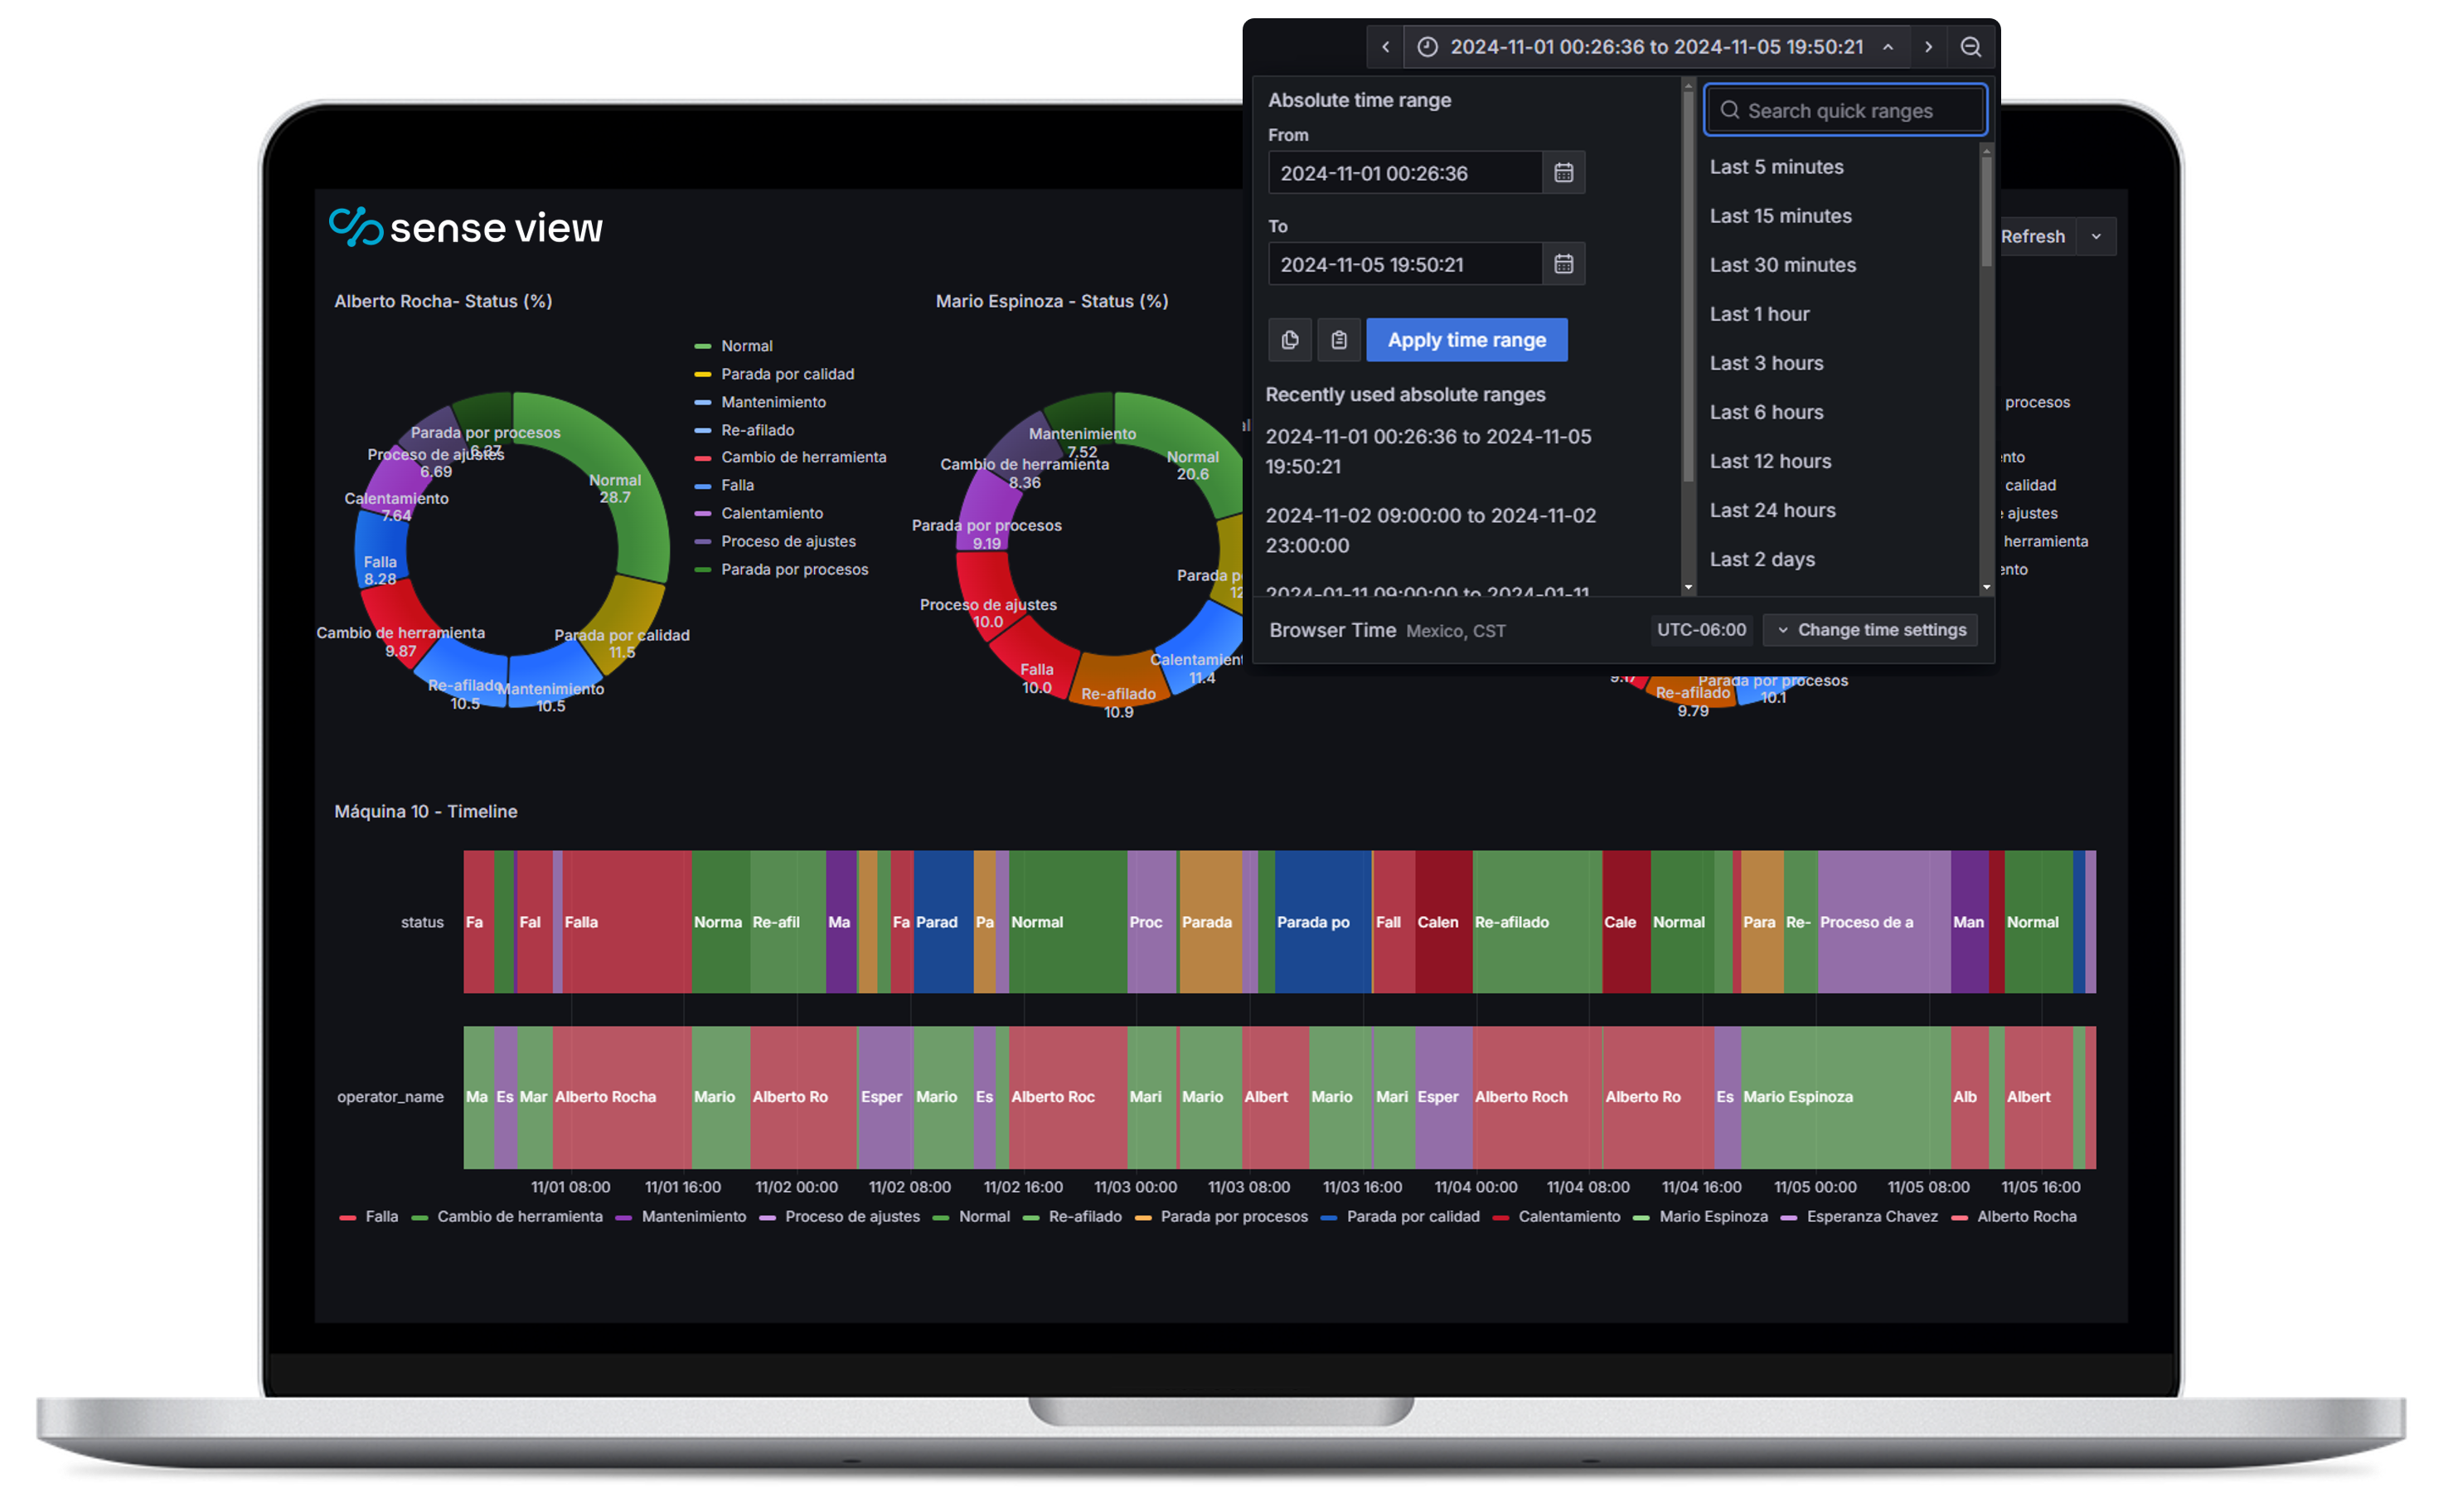 2024-11-01 00:26:36 to 2024-11-05 19:50:21
Absolute time range
From
2024-11-01 00:26:36
To
2024-11-05 19:50:21
Apply time range
Recently used absolute ranges
2024-11-01 00:26:36 to 2024-11-05
19:50:21
2024-11-02 09:00:00 to 2024-11-02
23:00:00
2024-01-11 09:00:00 to 2024-01-11
Search quick ranges
Last 5 minutes
Last 15 minutes
Last 30 minutes
Last 1 hour
Last 3 hours
Last 6 hours
Last 12 hours
Last 24 hours
Last 2 days
Browser Time Mexico, CST
UTC-06:00
Change time settings
sense view
Refresh
Alberto Rocha- Status (%)
Normal
28.7
Parada por calidad
11.5
Mantenimiento
10.5
Re-afilado
10.5
Cambio de herramienta
9.87
Falla
8.28
Calentamiento
7.64
Proceso de ajustes
6.69
Parada por procesos
6.37
Normal
Parada por calidad
Mantenimiento
Re-afilado
Cambio de herramienta
Falla
Calentamiento
Proceso de ajustes
Parada por procesos
Mario Espinoza - Status (%)
Normal
20.6
Parada p
12
Calentamient
11.4
Re-afilado
10.9
Falla
10.0
Proceso de ajustes
10.0
Parada por procesos
9.19
Cambio de herramienta
8.36
Mantenimiento
7.52
procesos
nto
calidad
ajustes
herramienta
nto
9.17
Re-afilado
9.79
Parada por procesos
10.1
Máquina 10 - Timeline
status
Fa Fal Falla Norma Re-afil Ma Fa Parad Pa Normal Proc Parada Parada po Fall Calen Re-afilado Cale Normal Para Re- Proceso de a Man Normal
operator_name
Ma Es Mar Alberto Rocha Mario Alberto Ro Esper Mario Es Alberto Roc Mari Mario Albert Mario Mari Esper Alberto Roch Alberto Ro Es Mario Espinoza Alb Albert
11/01 08:00 11/01 16:00 11/02 00:00 11/02 08:00 11/02 16:00 11/03 00:00 11/03 08:00 11/03 16:00 11/04 00:00 11/04 08:00 11/04 16:00 11/05 00:00 11/05 08:00 11/05 16:00
Falla Cambio de herramienta Mantenimiento Proceso de ajustes Normal Re-afilado Parada por procesos Parada por calidad Calentamiento Mario Espinoza Esperanza Chavez Alberto Rocha